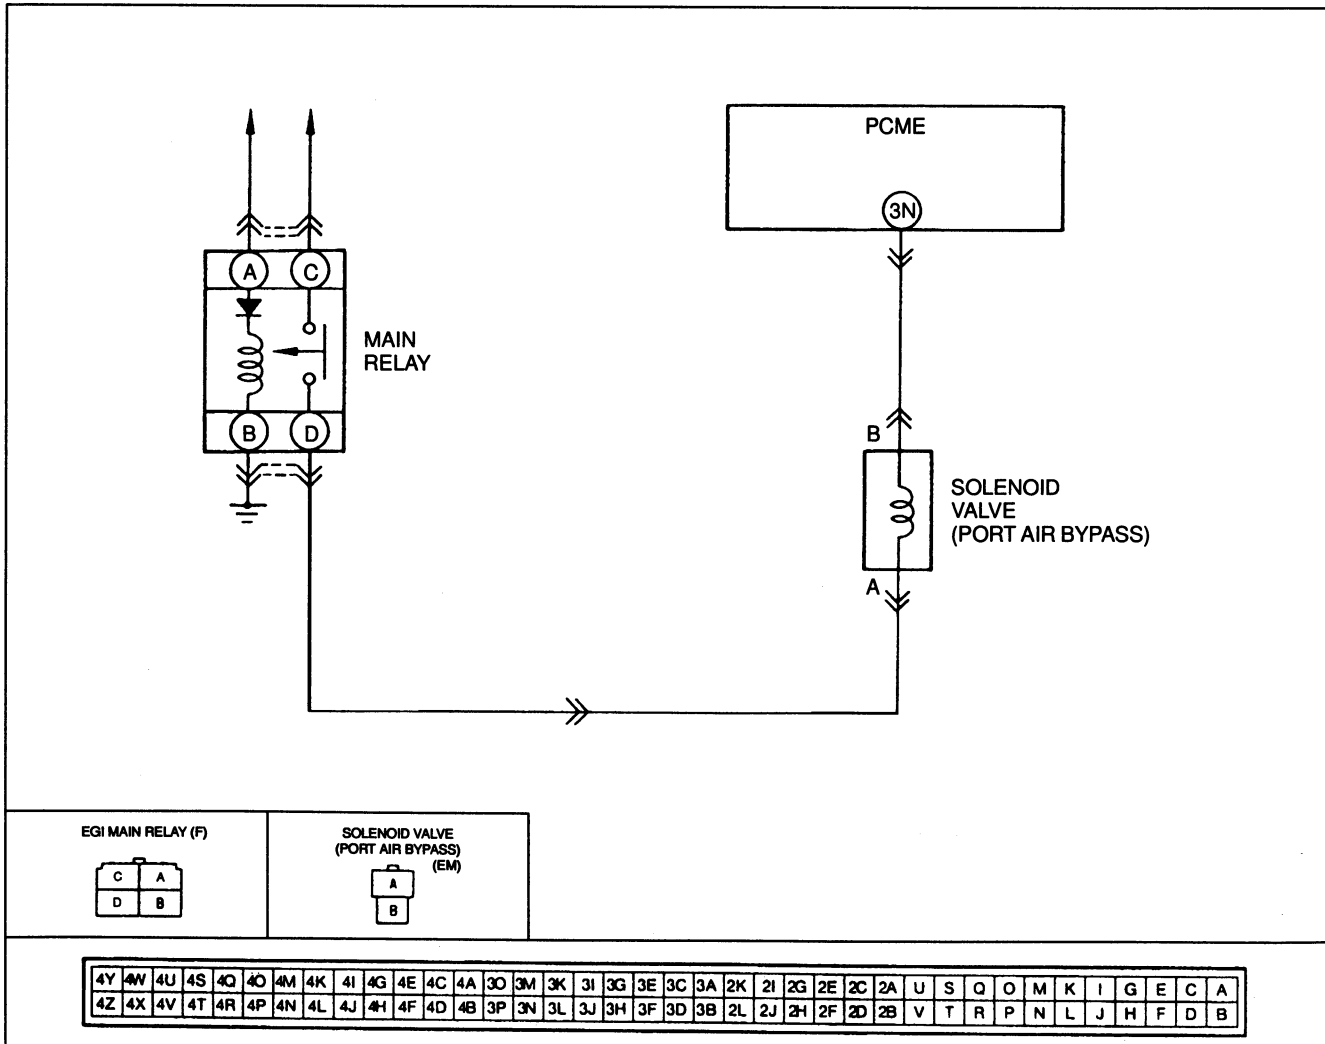 PCME
3N
A C
MAIN
RELAY
B D
B
SOLENOID
VALVE
(PORT AIR BYPASS)
A
EGI MAIN RELAY (F)
C A
D B
SOLENOID VALVE
(PORT AIR BYPASS)
(EM)
A
B
4Y 4W 4U 4S 4Q 4O 4M 4K 4I 4G 4E 4C 4A 3O 3M 3K 3I 3G 3E 3C 3A 2K 2I 2G 2E 2C 2A U S Q O M K I G E C A
4Z 4X 4V 4T 4R 4P 4N 4L 4J 4H 4F 4D 4B 3P 3N 3L 3J 3H 3F 3D 3B 2L 2J 2H 2F 2D 2B V T R P N L J H F D B